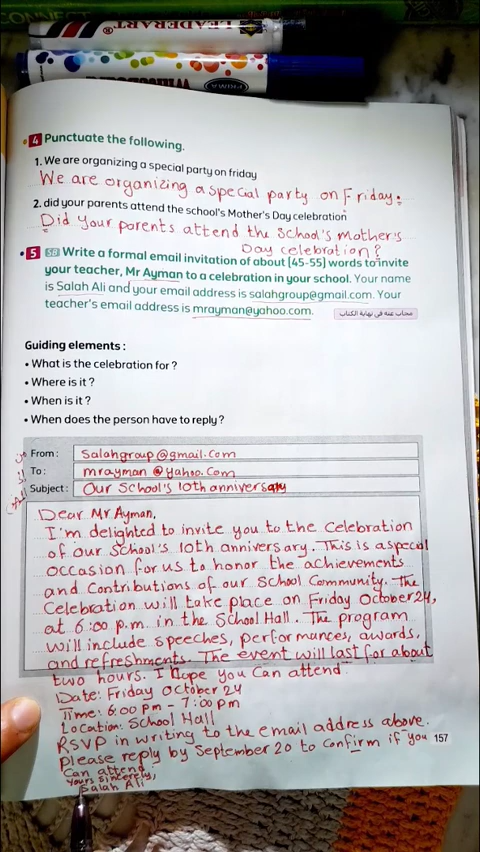 LEADERART®
PRIMA
4 Punctuate the following.
1. We are organizing a special party on friday
We are organizing a special party on Friday.
2. did your parents attend the school's Mother's Day celebration
Did your parents attend the school's mother's
Day celebration?
5 SB Write a formal email invitation of about (45-55) words to invite
your teacher, Mr Ayman to a celebration in your school. Your name
is Salah Ali and your email address is salahgroup@gmail.com. Your
teacher's email address is mrayman@yahoo.com.
مجاب عنه في نهاية الكتاب
Guiding elements :
• What is the celebration for ?
• Where is it ?
• When is it ?
• When does the person have to reply ?
From : Salahgroup@gmail.com
To : mrayman @ yahoo.Com
Subject : Our School's 10th anniversary
Dear Mr Ayman,
I'm delighted to invite you to the Celebration
of our School's 10th anniversary. This is a special
occasion for us to honor the achievements
and Contributions of our School Community. The
Celebration will take place on Friday October 24,
at 6:00 p.m. in the School Hall. The program
will include speeches, performances, awards,
and refreshments. The event will last for about
two hours. I hope you Can attend
Date: Friday October 24
Time: 6:00 pm - 7:00 pm
Location: School Hall
RSVP in writing to the email address above.
Please reply by September 20 to Confirm if you
Can attend
Yours sincerely,
Salah Ali
157